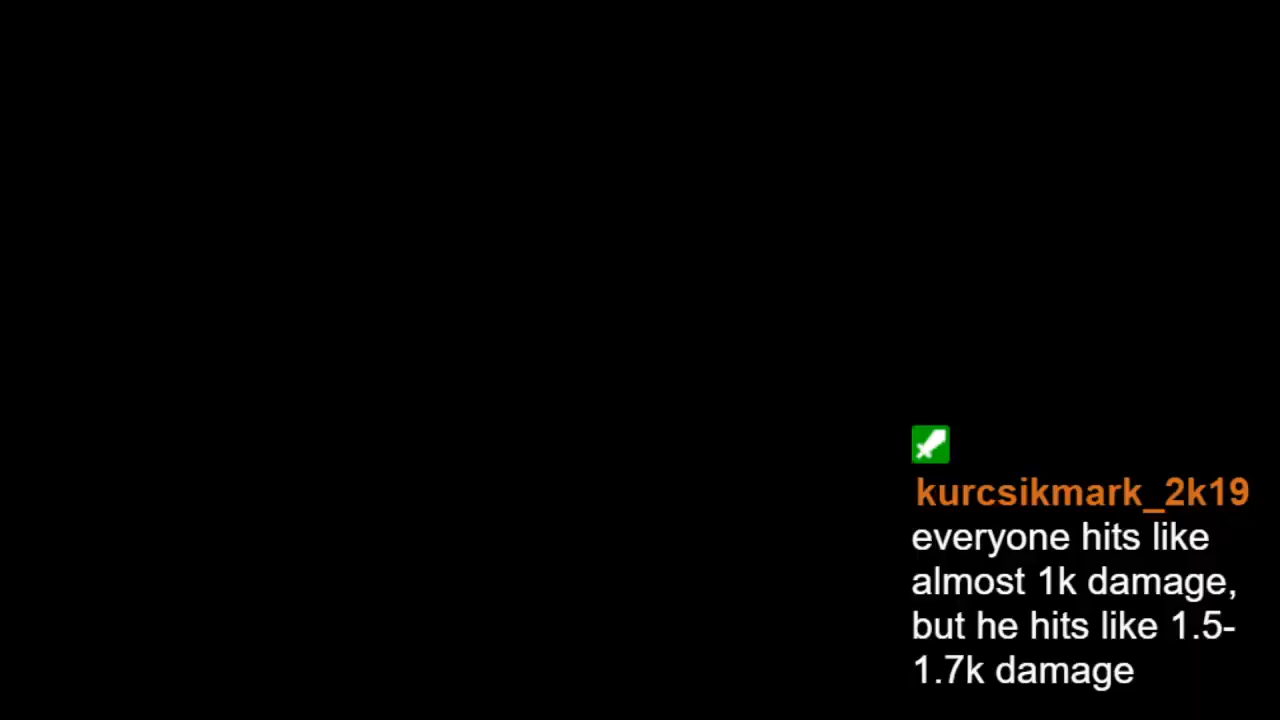 kurcsikmark_2k19
everyone hits like
almost 1k damage,
but he hits like 1.5-
1.7k damage